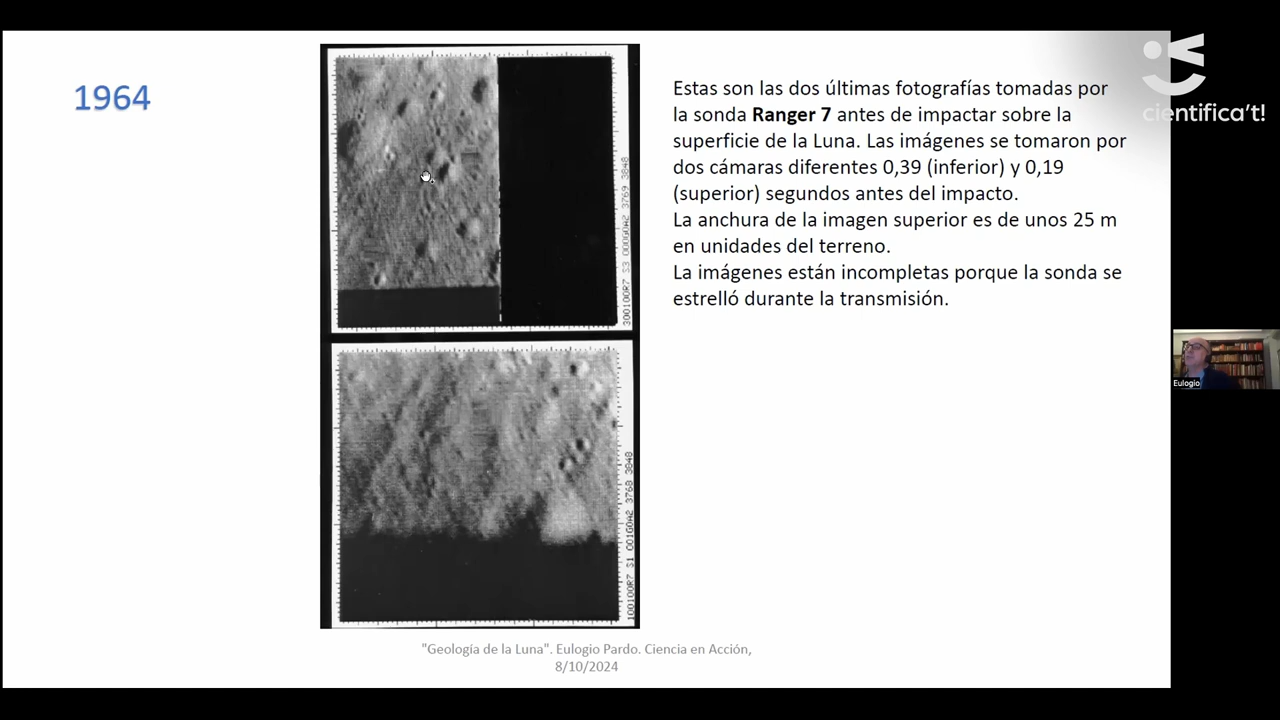 1964
Estas son las dos últimas fotografías tomadas por
la sonda Ranger 7 antes de impactar sobre la
superficie de la Luna. Las imágenes se tomaron por
dos cámaras diferentes 0,39 (inferior) y 0,19
(superior) segundos antes del impacto.
La anchura de la imagen superior es de unos 25 m
en unidades del terreno.
La imágenes están incompletas porque la sonda se
estrelló durante la transmisión.
cientifica't!
Eulogio
"Geología de la Luna". Eulogio Pardo. Ciencia en Acción,
8/10/2024